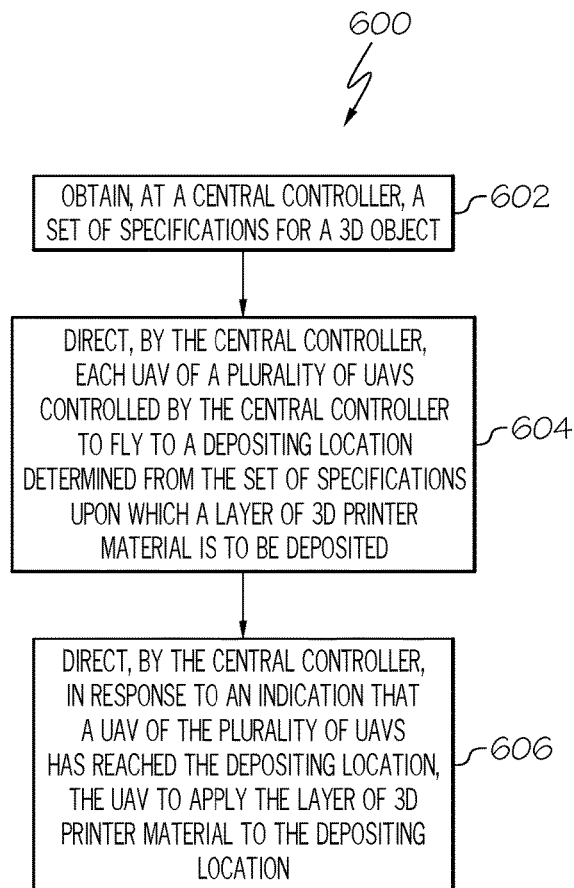 600
OBTAIN, AT A CENTRAL CONTROLLER, A
SET OF SPECIFICATIONS FOR A 3D OBJECT
602
DIRECT, BY THE CENTRAL CONTROLLER,
EACH UAV OF A PLURALITY OF UAVS
CONTROLLED BY THE CENTRAL CONTROLLER
TO FLY TO A DEPOSITING LOCATION
DETERMINED FROM THE SET OF SPECIFICATIONS
UPON WHICH A LAYER OF 3D PRINTER
MATERIAL IS TO BE DEPOSITED
604
DIRECT, BY THE CENTRAL CONTROLLER,
IN RESPONSE TO AN INDICATION THAT
A UAV OF THE PLURALITY OF UAVS
HAS REACHED THE DEPOSITING LOCATION,
THE UAV TO APPLY THE LAYER OF 3D
PRINTER MATERIAL TO THE DEPOSITING
LOCATION
606